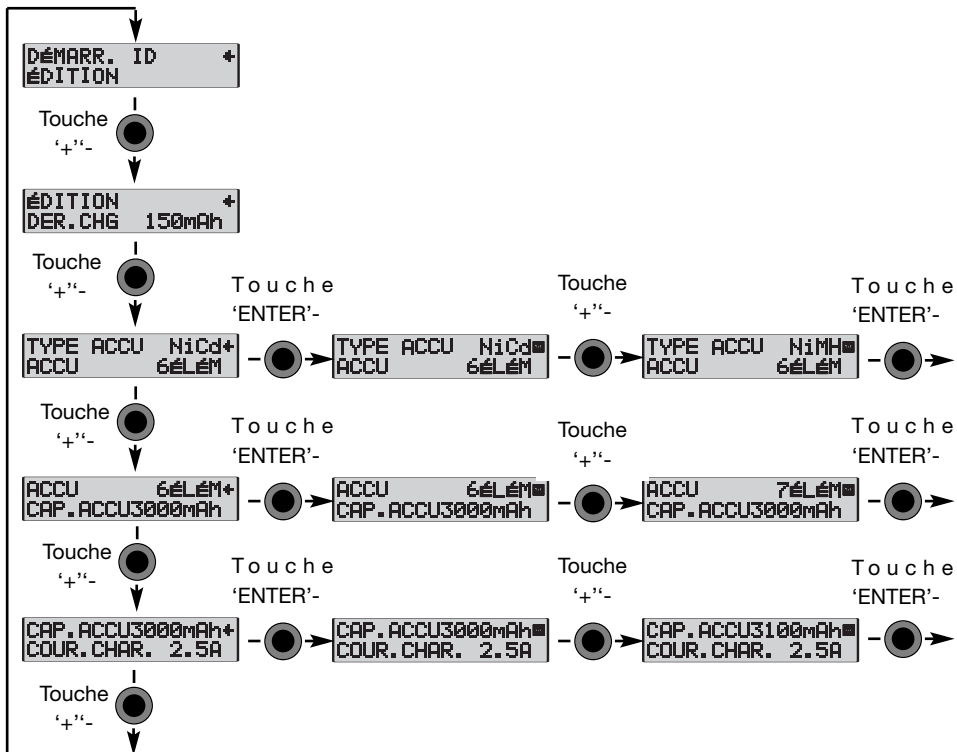 DÉMARR. ID
ÉDITION
Touche
‘+’‘-
ÉDITION
DER.CHG 150mAh
Touche
‘+’‘-
Touche
‘ENTER’-
Touche
‘+’‘-
Touche
‘ENTER’-
TYPE ACCU NiCd
ACCU 6ÉLÉM
TYPE ACCU NiCd
ACCU 6ÉLÉM
TYPE ACCU NiMH
ACCU 6ÉLÉM
Touche
‘+’‘-
Touche
‘ENTER’-
Touche
‘+’‘-
Touche
‘ENTER’-
ACCU 6ÉLÉM
CAP.ACCU3000mAh
ACCU 6ÉLÉM
CAP.ACCU3000mAh
ACCU 7ÉLÉM
CAP.ACCU3000mAh
Touche
‘+’‘-
Touche
‘ENTER’-
Touche
‘+’‘-
Touche
‘ENTER’-
CAP.ACCU3000mAh
COUR.CHAR. 2.5A
CAP.ACCU3000mAh
COUR.CHAR. 2.5A
CAP.ACCU3100mAh
COUR.CHAR. 2.5A
Touche
‘+’‘-